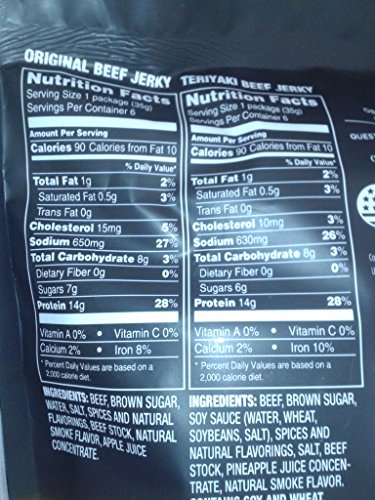 ORIGINAL BEEF JERKY
Nutrition Facts
Serving Size 1 package (35g)
Servings Per Container 6
Amount Per Serving
Calories 90 Calories from Fat 10
% Daily Value*
Total Fat 1g 2%
Saturated Fat 0.5g 3%
Trans Fat 0g
Cholesterol 15mg 5%
Sodium 650mg 27%
Total Carbohydrate 8g 3%
Dietary Fiber 0g 0%
Sugars 7g
Protein 14g 28%
Vitamin A 0% • Vitamin C 0%
Calcium 2% • Iron 8%
* Percent Daily Values are based on a
2,000 calorie diet.
INGREDIENTS: BEEF, BROWN SUGAR,
WATER, SALT, SPICES AND NATURAL
FLAVORINGS, BEEF STOCK, NATURAL
SMOKE FLAVOR, APPLE JUICE
CONCENTRATE.
TERIYAKI BEEF JERKY
Nutrition Facts
Serving Size 1 package (35g)
Servings Per Container 6
Amount Per Serving
Calories 90 Calories from Fat 10
% Daily Value*
Total Fat 1g 2%
Saturated Fat 0.5g 3%
Trans Fat 0g
Cholesterol 10mg 3%
Sodium 630mg 26%
Total Carbohydrate 8g 3%
Dietary Fiber 0g 0%
Sugars 6g
Protein 14g 28%
Vitamin A 0% • Vitamin C 0%
Calcium 2% • Iron 10%
* Percent Daily Values are based on a
2,000 calorie diet.
INGREDIENTS: BEEF, BROWN SUGAR,
SOY SAUCE (WATER, WHEAT,
SOYBEANS, SALT), SPICES AND
NATURAL FLAVORINGS, SALT, BEEF
STOCK, PINEAPPLE JUICE CONCEN-
TRATE, NATURAL SMOKE FLAVOR.
CONTAINS SOY AND WHEAT
QUES